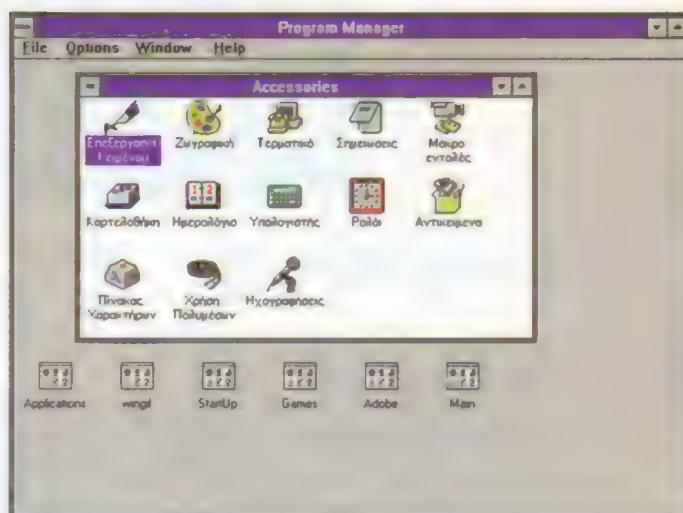 Program Manager
File Options Window Help
Accessories
Επεξεργασία Κειμένου
Ζωγραφική
Τερματικό
Σημειώσεις
Μακρο εντολές
Καρτελοθήκη
Ημερολόγιο
Υπολογιστής
Ρολόι
Αντικείμενα
Πίνακας Χαρακτήρων
Χρήση Πολυμέσων
Ηχογραφήσεις
Applications
wingif
StartUp
Games
Adobe
Main